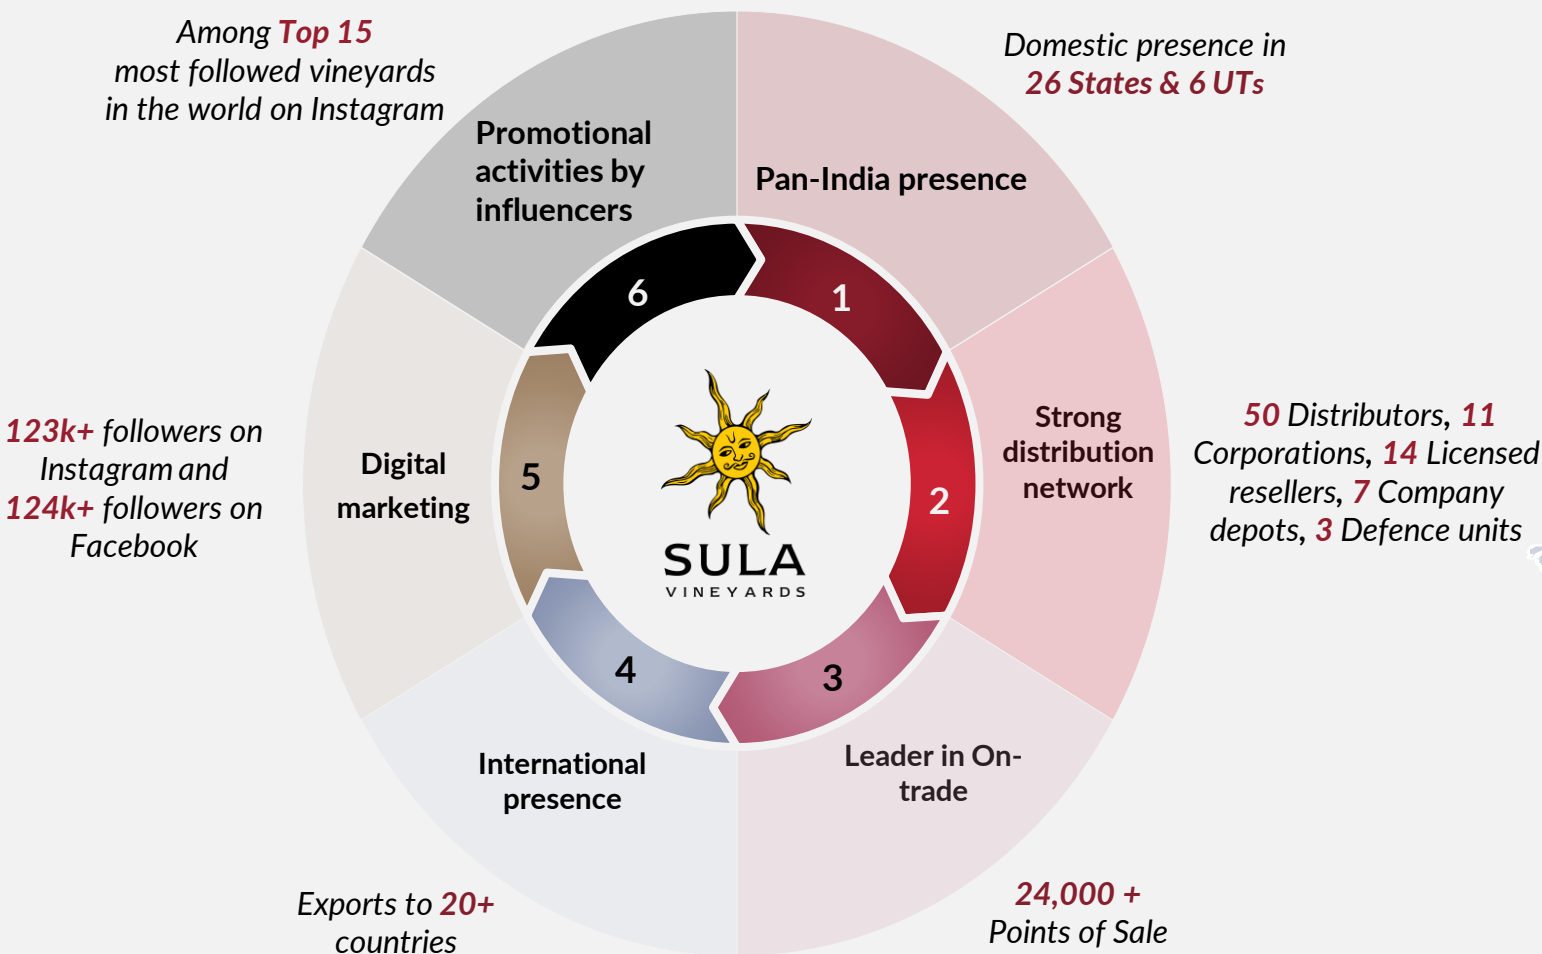 Among Top 15
most followed vineyards
in the world on Instagram
Domestic presence in
26 States & 6 UTs
Promotional
activities by
influencers
Pan-India presence
6
1
123k+ followers on
Instagram and
124k+ followers on
Facebook
Digital
marketing
5
SULA
VINEYARDS
2
Strong
distribution
network
50 Distributors, 11
Corporations, 14 Licensed
resellers, 7 Company
depots, 3 Defence units
4
3
International
presence
Leader in On-
trade
Exports to 20+
countries
24,000 +
Points of Sale